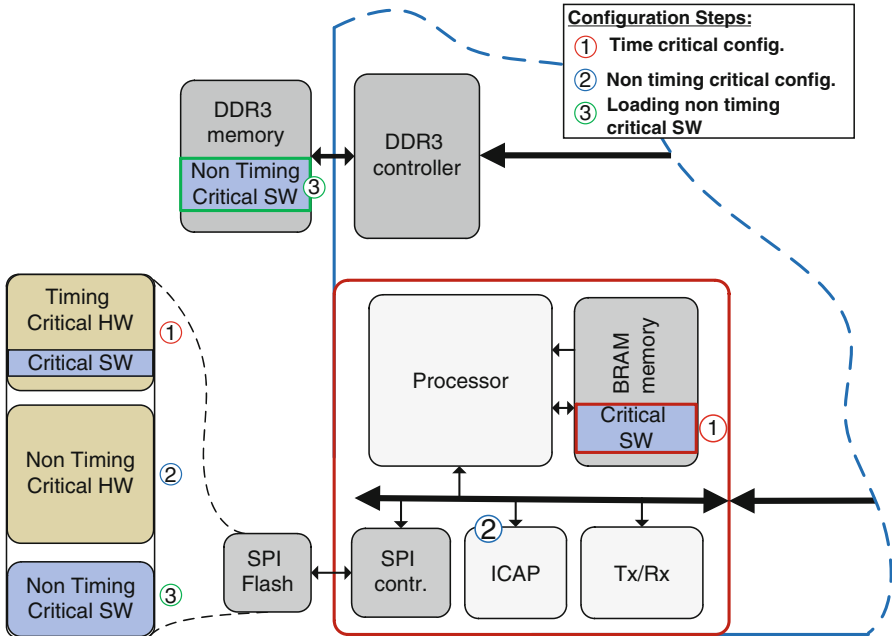 Configuration Steps:
1 Time critical config.
2 Non timing critical config.
3 Loading non timing
critical SW
DDR3
memory
Non Timing
Critical SW
3
DDR3
controller
Timing
Critical HW
1
Critical SW
Non Timing
Critical HW
2
Non Timing
Critical SW
3
Processor
BRAM
memory
Critical
SW
1
SPI
Flash
SPI
contr.
2
ICAP
Tx/Rx